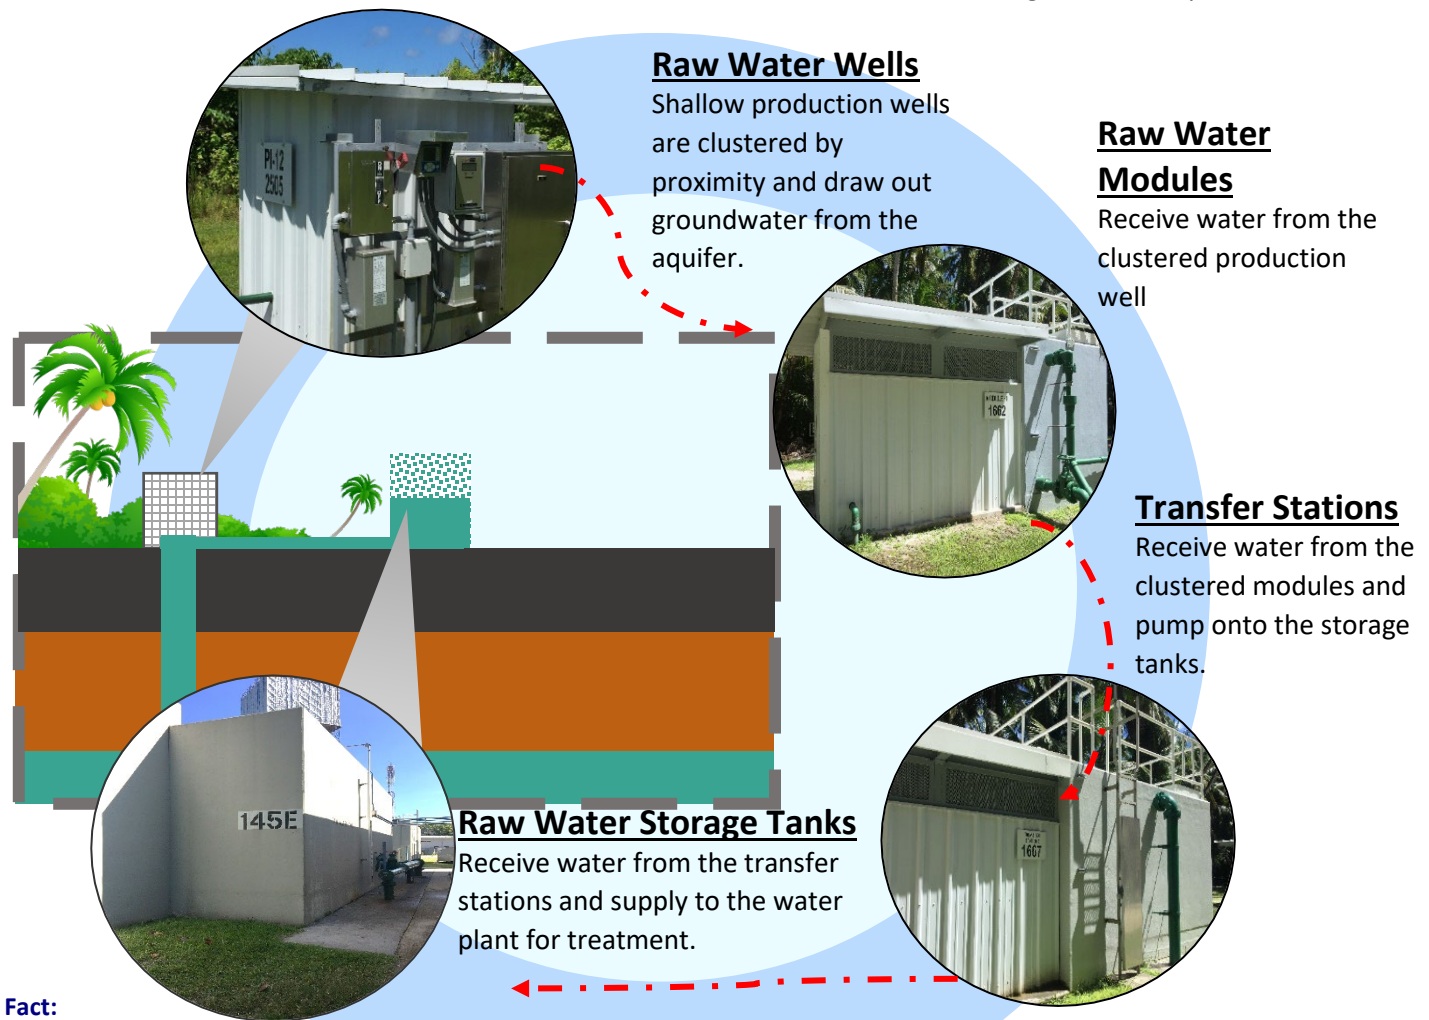 Raw Water Wells
Shallow production wells
are clustered by
proximity and draw out
groundwater from the
aquifer.
Raw Water
Modules
Receive water from the
clustered production
well
Transfer Stations
Receive water from the
clustered modules and
pump onto the storage
tanks.
Raw Water Storage Tanks
Receive water from the transfer
stations and supply to the water
plant for treatment.
PI-12
2505
1662
1667
145E
Fact: